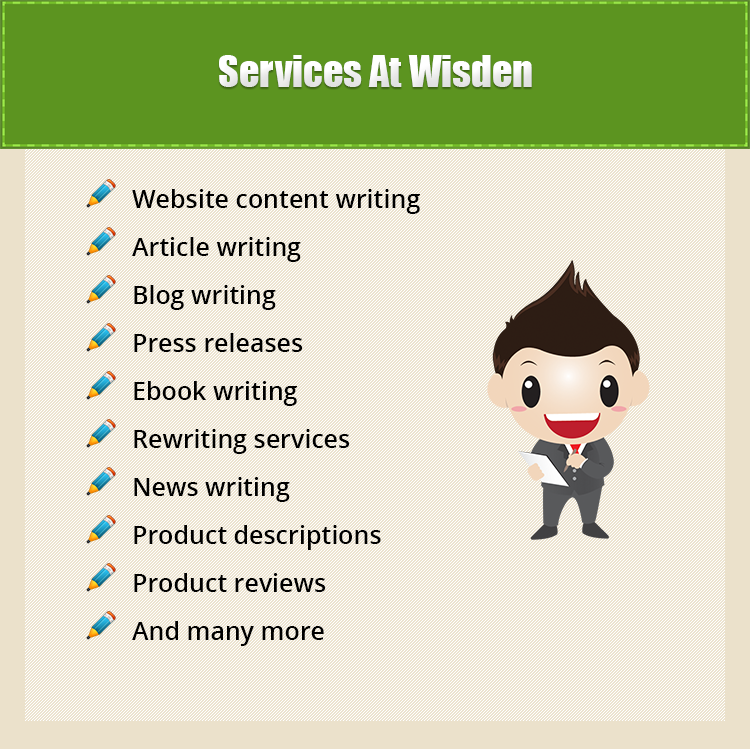 Services At Wisden
Website content writing
Article writing
Blog writing
Press releases
Ebook writing
Rewriting services
News writing
Product descriptions
Product reviews
And many more